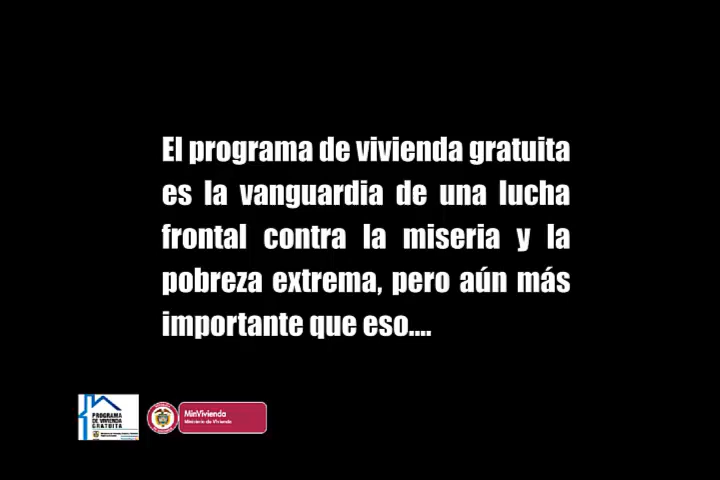 El programa de vivienda gratuita
es la vanguardia de una lucha
frontal contra la miseria y la
pobreza extrema, pero aún más
importante que eso....
PROGRAMA
DE VIVIENDA
GRATUITA
MinVivienda
Ministerio de Vivienda